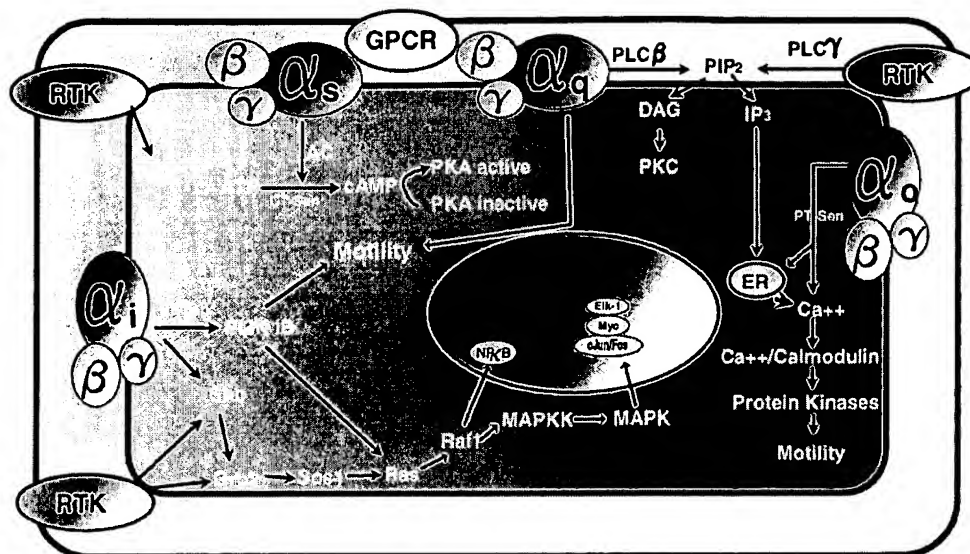 GPCR
RTK
β
γ
αs
β
γ
αq
PLCβ
PIP₂
PLCγ
RTK
DAG
IP₃
PKC
AC
cAMP
PKA active
PKA inactive
αo
β
γ
PT-Sen
Motility
ER
Ca++
Ca++/Calmodulin
Protein Kinases
Motility
αi
β
γ
Elk-1
Myc
cJun/Fos
NFκB
MAPKK
MAPK
Raf1
Ras
Sos1
RTK